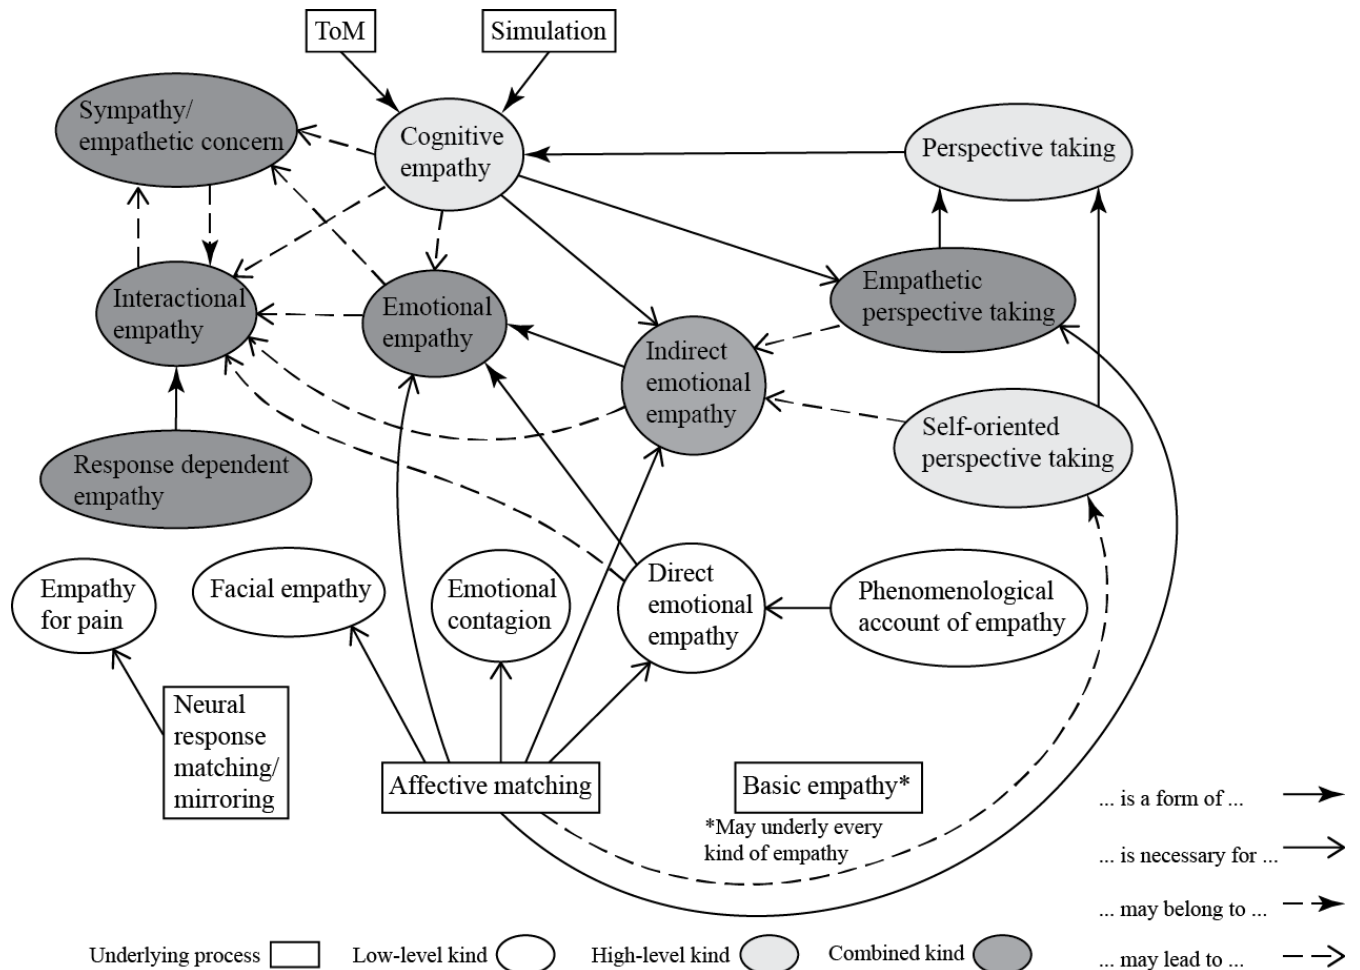 ToM
Simulation
Sympathy/
empathetic concern
Cognitive
empathy
Perspective taking
Interactional
empathy
Emotional
empathy
Empathetic
perspective taking
Indirect
emotional
empathy
Self-oriented
perspective taking
Response dependent
empathy
Empathy
for pain
Facial empathy
Emotional
contagion
Direct
emotional
empathy
Phenomenological
account of empathy
Neural
response
matching/
mirroring
Affective matching
Basic empathy*
*May underly every
kind of empathy
... is a form of ...
... is necessary for ...
... may belong to ...
... may lead to ...
Underlying process
Low-level kind
High-level kind
Combined kind